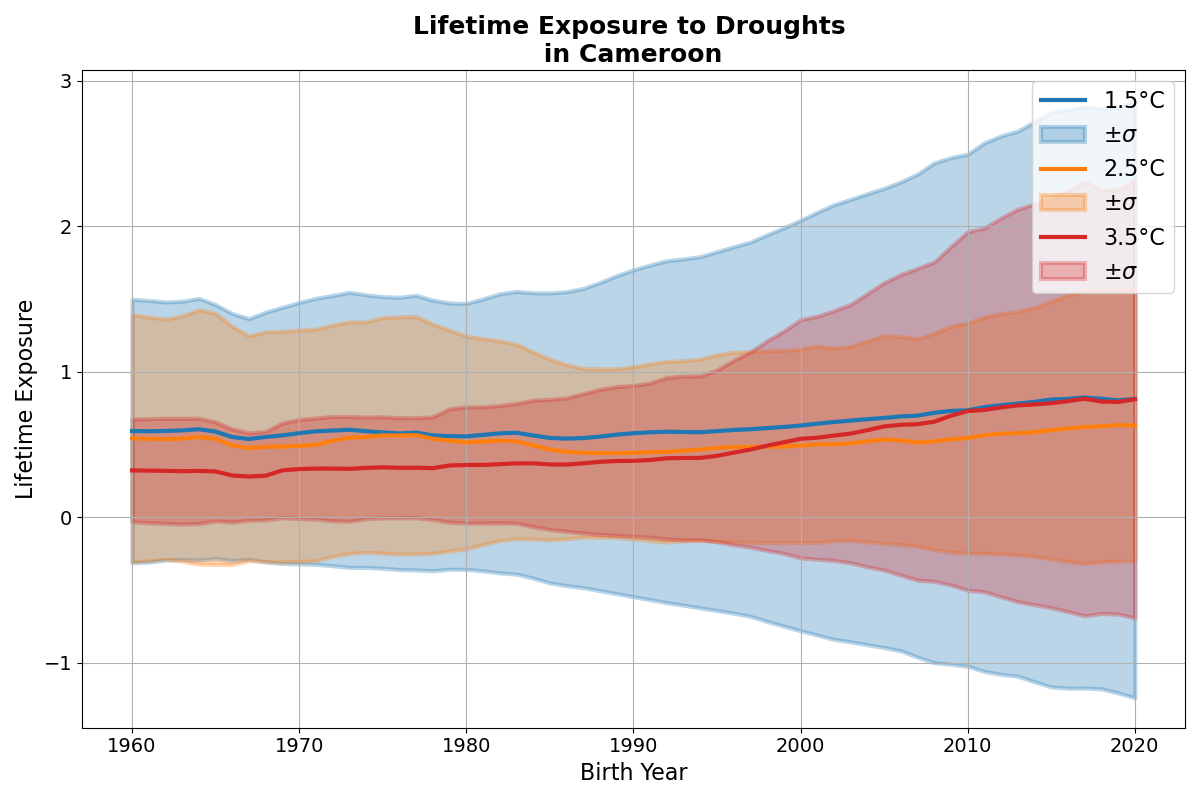 Lifetime Exposure to Droughts
in Cameroon
3
2
1
0
−1
Lifetime Exposure
1.5°C
±σ
2.5°C
±σ
3.5°C
±σ
1960 1970 1980 1990 2000 2010 2020
Birth Year